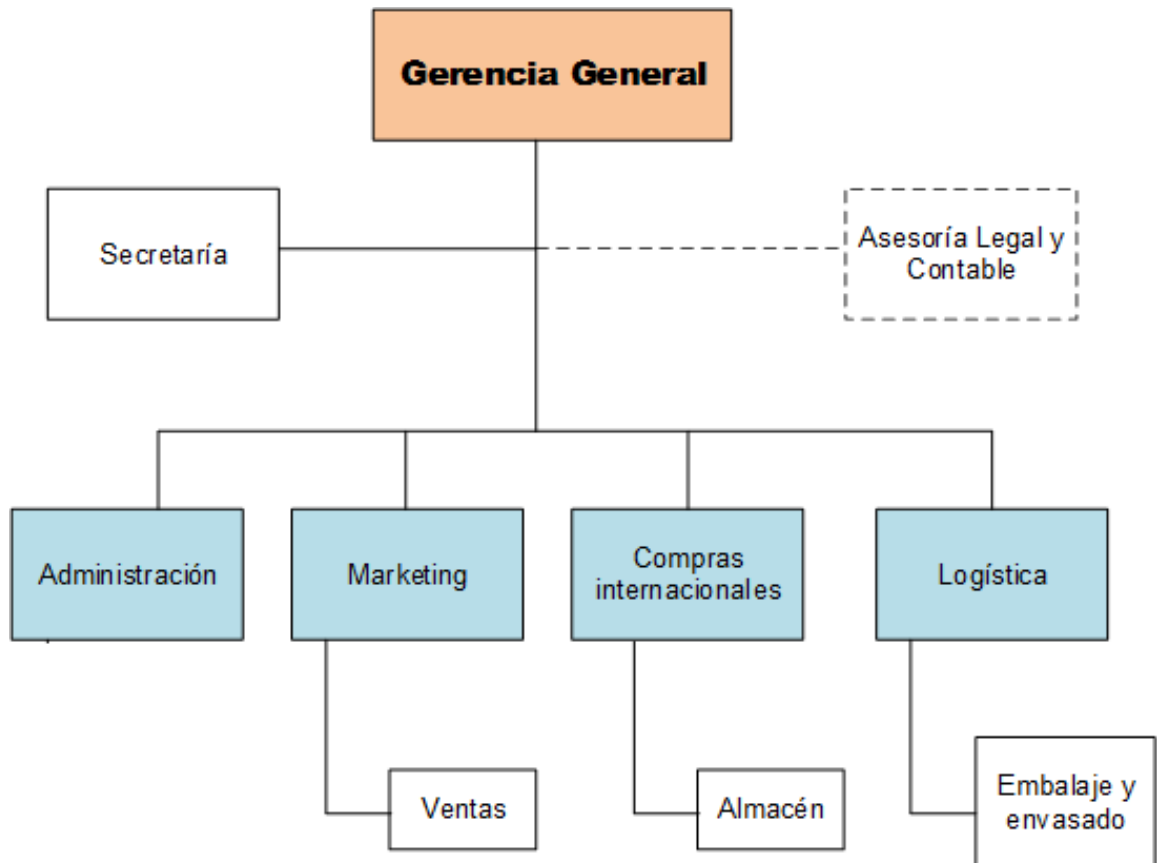 Gerencia General
Secretaría
Asesoría Legal y
Contable
Administración
Marketing
Compras
internacionales
Logística
Ventas
Almacén
Embalaje y
envasado